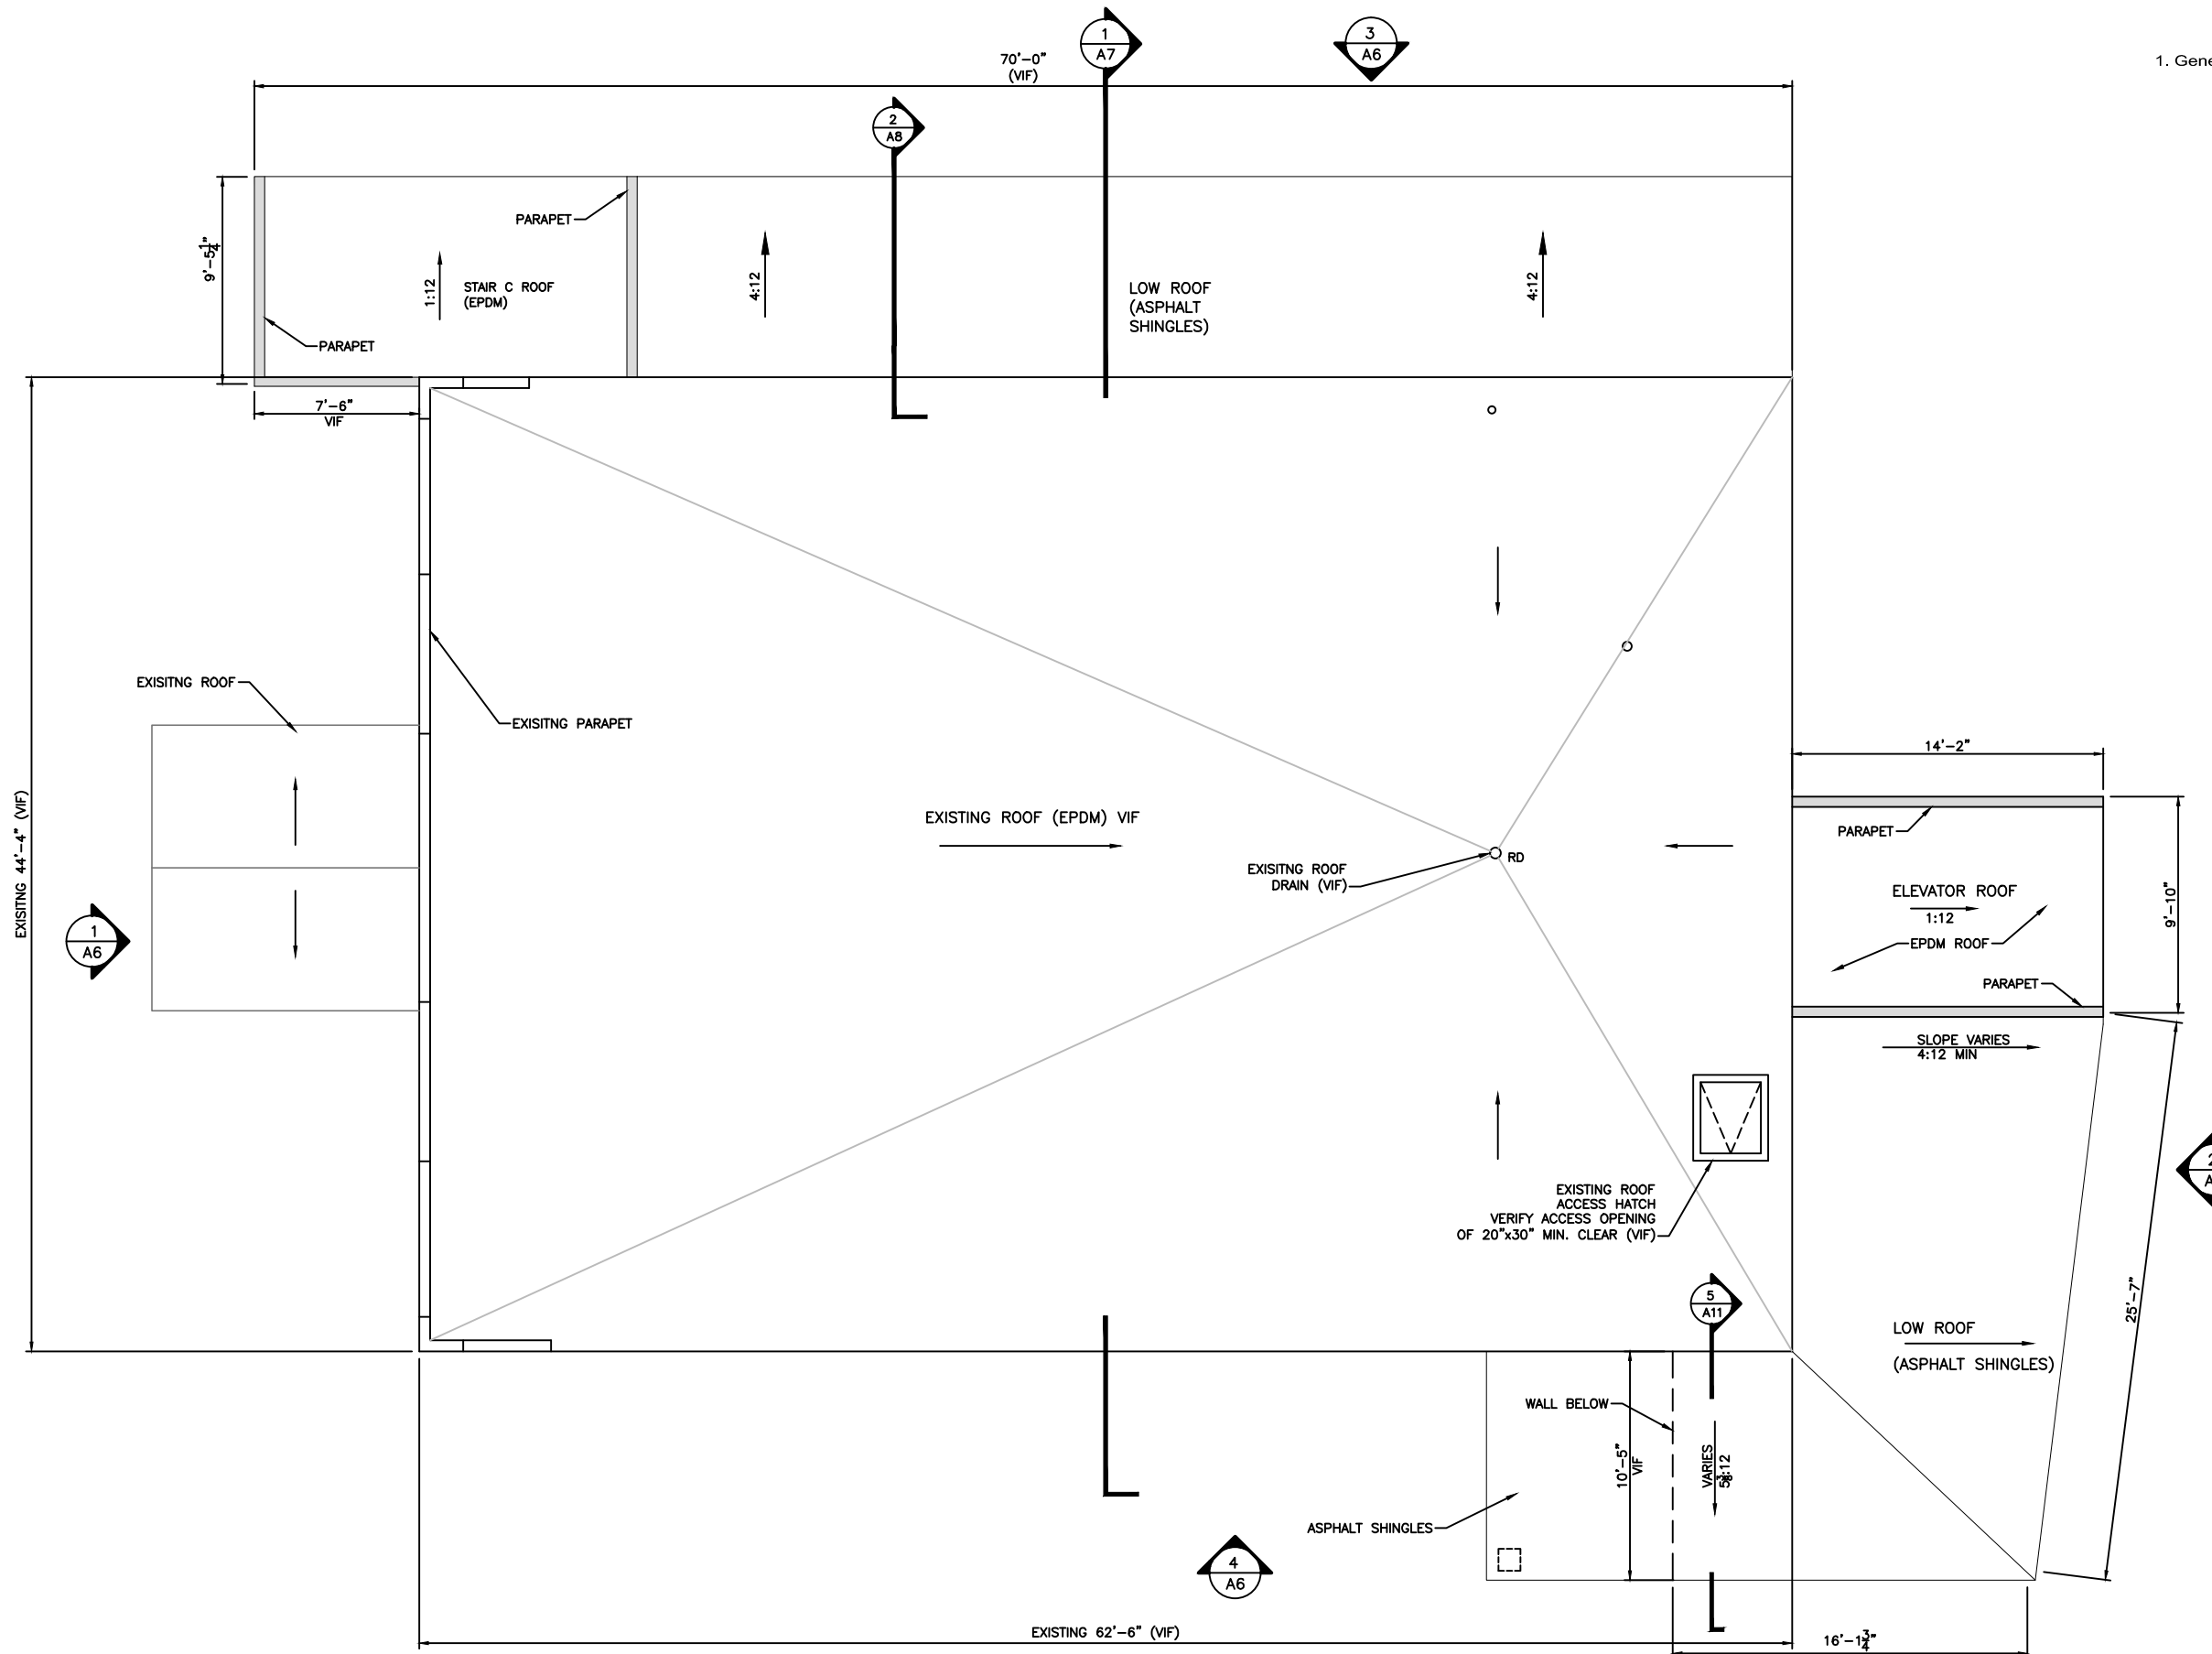 1
A7
3
A6
1. Gene
70'-0"
(VIF)
2
A8
PARAPET
9'-5 1/4"
1:12
STAIR C ROOF
(EPDM)
4:12
LOW ROOF
(ASPHALT
SHINGLES)
4:12
PARAPET
7'-6"
VIF
EXISITNG ROOF
EXISITNG PARAPET
14'-2"
EXISITNG 44'-4" (VIF)
EXISTING ROOF (EPDM) VIF
PARAPET
EXISITNG ROOF
DRAIN (VIF)
RD
ELEVATOR ROOF
1:12
9'-10"
1
A6
EPDM ROOF
PARAPET
SLOPE VARIES
4:12 MIN
EXISTING ROOF
ACCESS HATCH
VERIFY ACCESS OPENING
OF 20"x30" MIN. CLEAR (VIF)
25'-7"
5
A11
LOW ROOF
(ASPHALT SHINGLES)
WALL BELOW
10'-5"
VIF
VARIES
ASPHALT SHINGLES
4
A6
EXISTING 62'-6" (VIF)
16'-1 3/4"